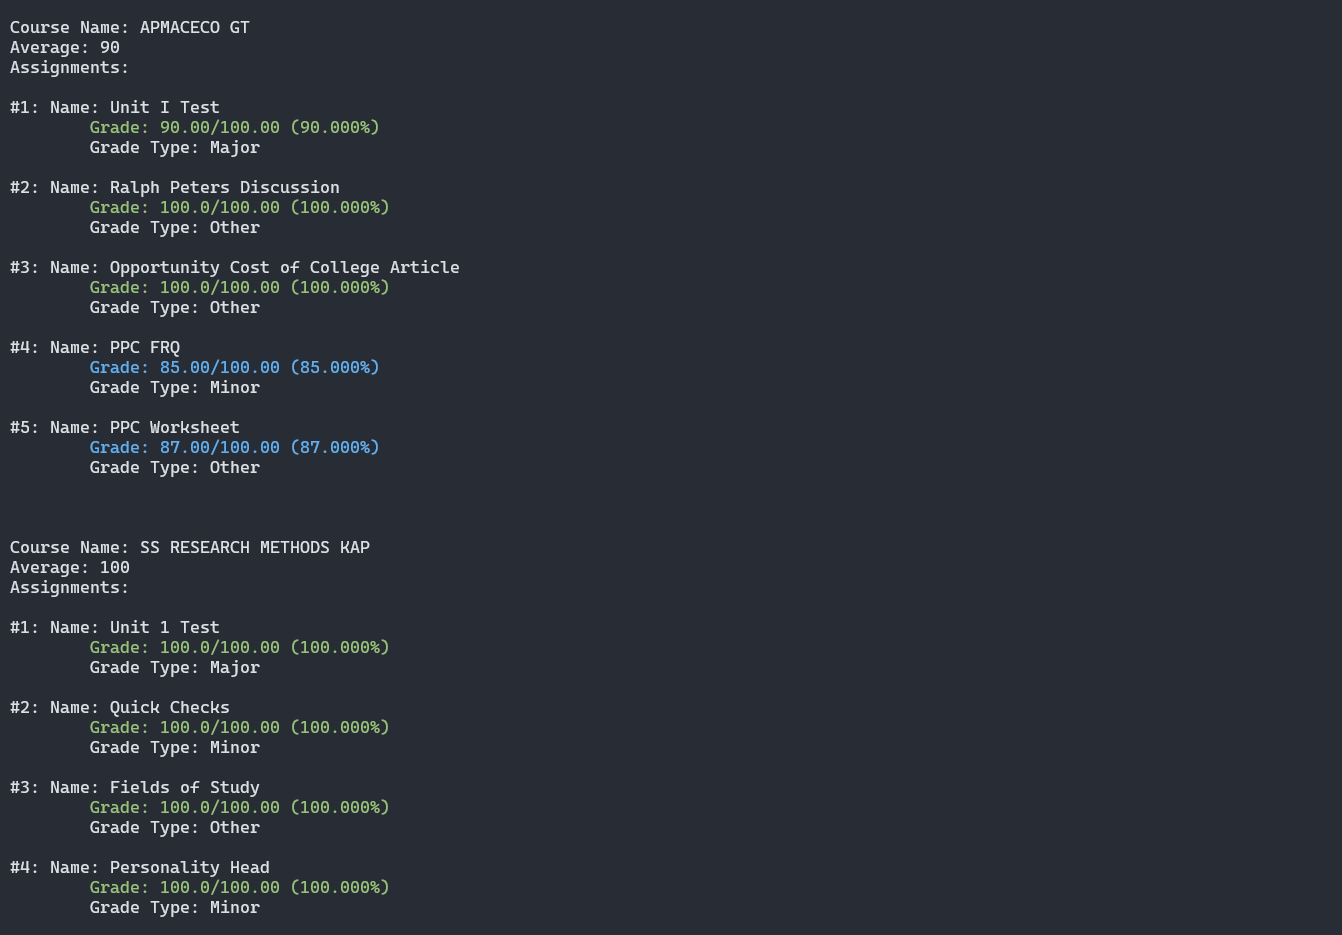 Course Name: APMACECO GT
Average: 90
Assignments:
#1: Name: Unit I Test
Grade: 90.00/100.00 (90.000%)
Grade Type: Major
#2: Name: Ralph Peters Discussion
Grade: 100.0/100.00 (100.000%)
Grade Type: Other
#3: Name: Opportunity Cost of College Article
Grade: 100.0/100.00 (100.000%)
Grade Type: Other
#4: Name: PPC FRQ
Grade: 85.00/100.00 (85.000%)
Grade Type: Minor
#5: Name: PPC Worksheet
Grade: 87.00/100.00 (87.000%)
Grade Type: Other
Course Name: SS RESEARCH METHODS KAP
Average: 100
Assignments:
#1: Name: Unit 1 Test
Grade: 100.0/100.00 (100.000%)
Grade Type: Major
#2: Name: Quick Checks
Grade: 100.0/100.00 (100.000%)
Grade Type: Minor
#3: Name: Fields of Study
Grade: 100.0/100.00 (100.000%)
Grade Type: Other
#4: Name: Personality Head
Grade: 100.0/100.00 (100.000%)
Grade Type: Minor